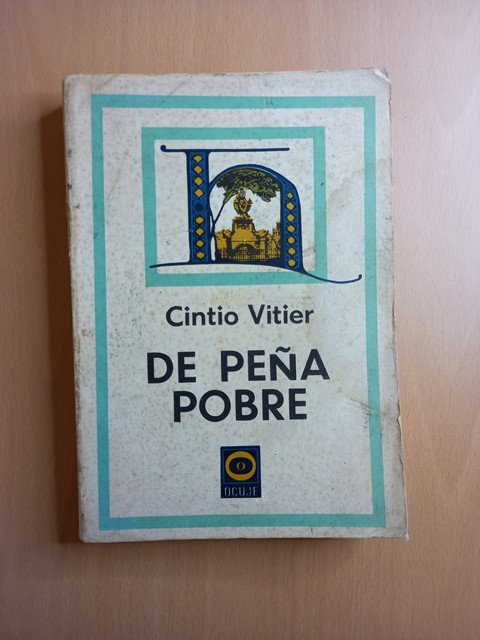 Cintio Vitier
DE PEÑA
POBRE
OCUJE